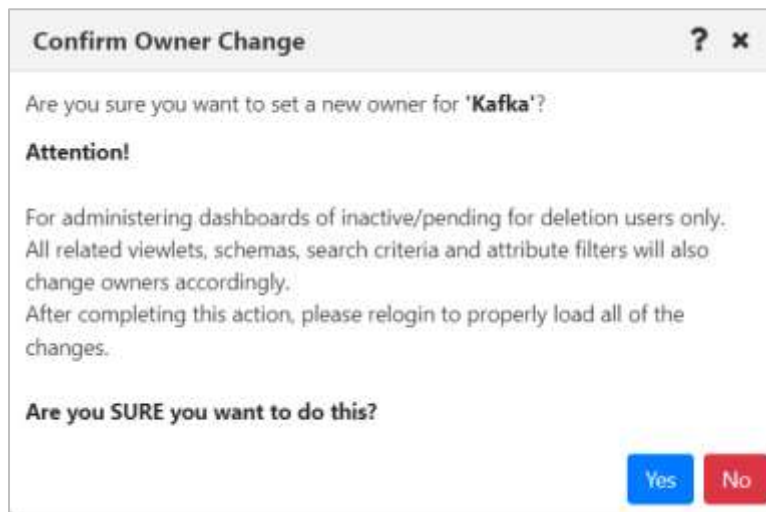 Confirm Owner Change ? ×
Are you sure you want to set a new owner for 'Kafka'?
Attention!
For administering dashboards of inactive/pending for deletion users only.
All related viewlets, schemas, search criteria and attribute filters will also
change owners accordingly.
After completing this action, please relogin to properly load all of the
changes.
Are you SURE you want to do this?
Yes No